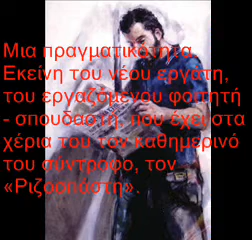 Μια πραγματικότητα
Εκείνη του νέου εργάτη,
του εργαζόμενου φοιτητή
- σπουδαστή, που έχει στα
χέρια του τον καθημερινό
του σύντροφο, τον
«Ριζοσπάστη».